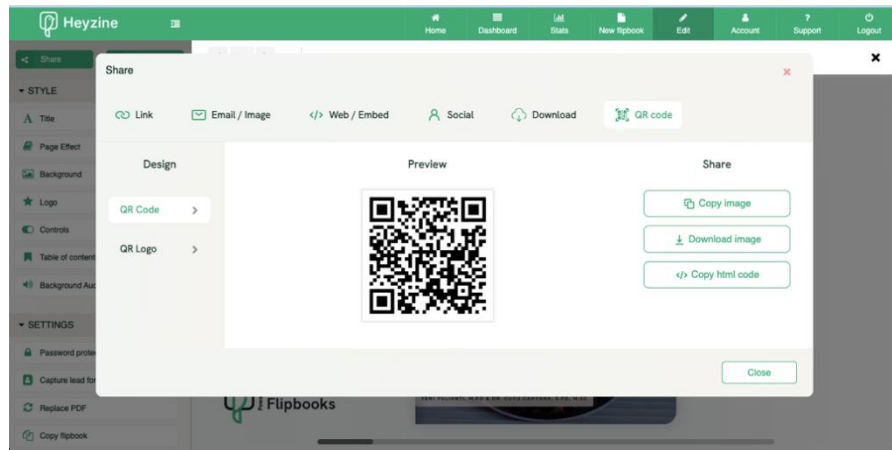 Heyzine
Home
Dashboard
Stats
New flipbook
Edit
Account
Support
Logout
Share
STYLE
Title
Page Effect
Background
Logo
Controls
Table of content
Background Aud
SETTINGS
Password prote
Capture lead for
Replace PDF
Copy flipbook
Share
Link
Email / Image
</> Web / Embed
Social
Download
QR code
Design
QR Code
QR Logo
Preview
Share
Copy image
Download image
</> Copy html code
Close
Flipbooks